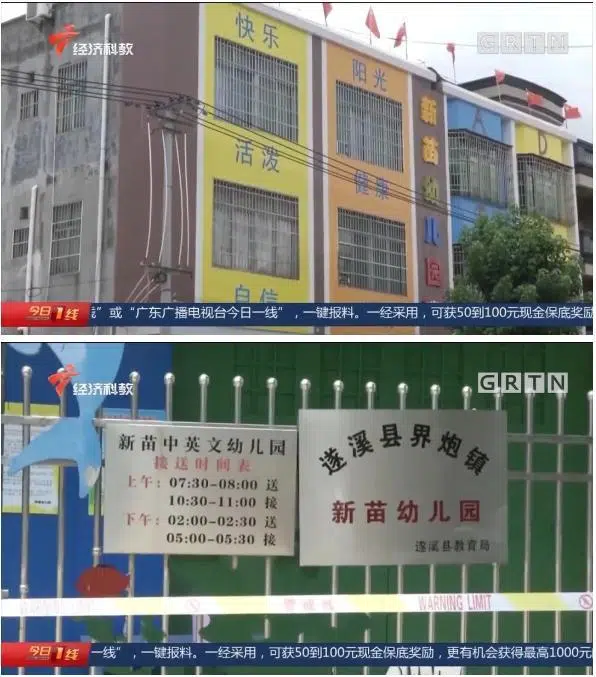 经济科教
GRTN
快乐
阳光
活泼
健康
自信
新苗幼儿园
A
D
今日1线
线”或“广东广播电视台今日一线”，一键报料。一经采用，可获50到100元现金保底奖励
经济科教
GRTN
新苗中英文幼儿园
接送时间表
上午：07:30-08:00 送
10:30-11:00 接
下午：02:00-02:30 送
05:00-05:30 接
遂溪县界炮镇
新苗幼儿园
遂溪县教育局
警戒线
WARNING LIMIT
今日1线
一线”，一键报料。一经采用，可获50到100元现金保底奖励，更有机会获得最高1000元